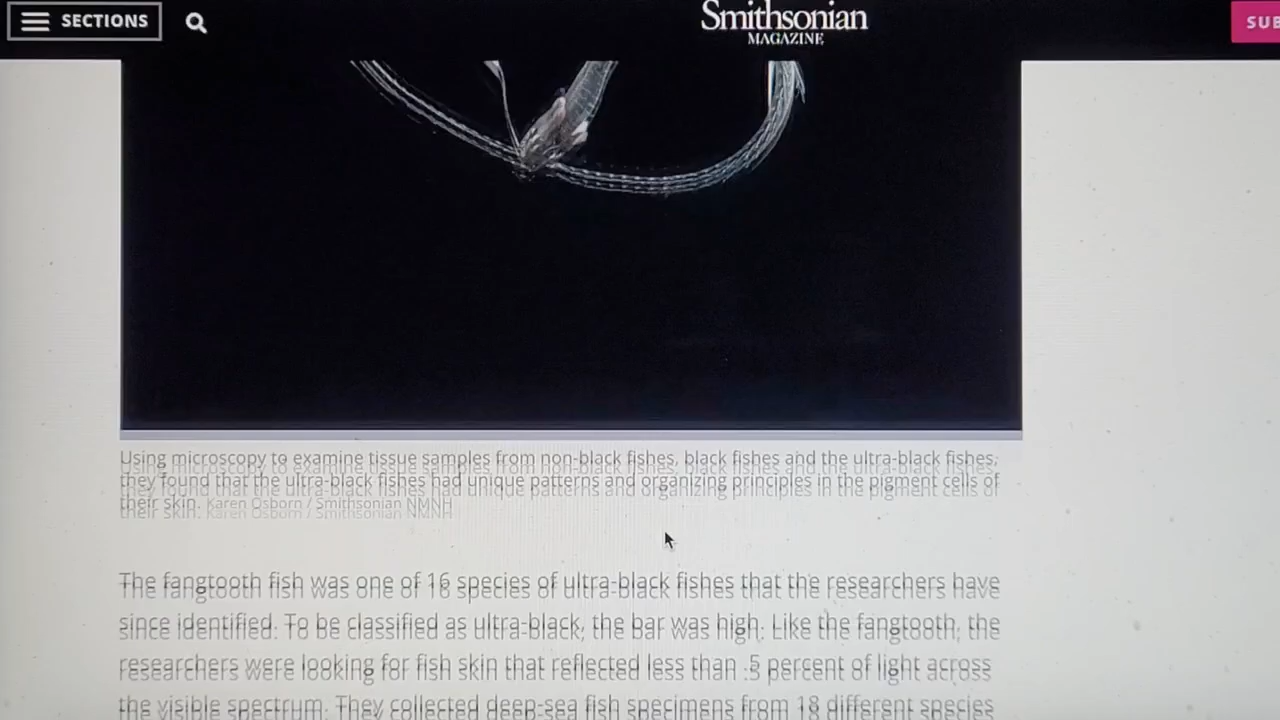 SECTIONS
Smithsonian
MAGAZINE
SUB
Using microscopy to examine tissue samples from non-black fishes, black fishes and the ultra-black fishes,
they found that the ultra-black fishes had unique patterns and organizing principles in the pigment cells of
their skin. Karen Osborn / Smithsonian NMNH
The fangtooth fish was one of 16 species of ultra-black fishes that the researchers have
since identified. To be classified as ultra-black, the bar was high. Like the fangtooth, the
researchers were looking for fish skin that reflected less than .5 percent of light across
the visible spectrum. They collected deep-sea fish specimens from 18 different species